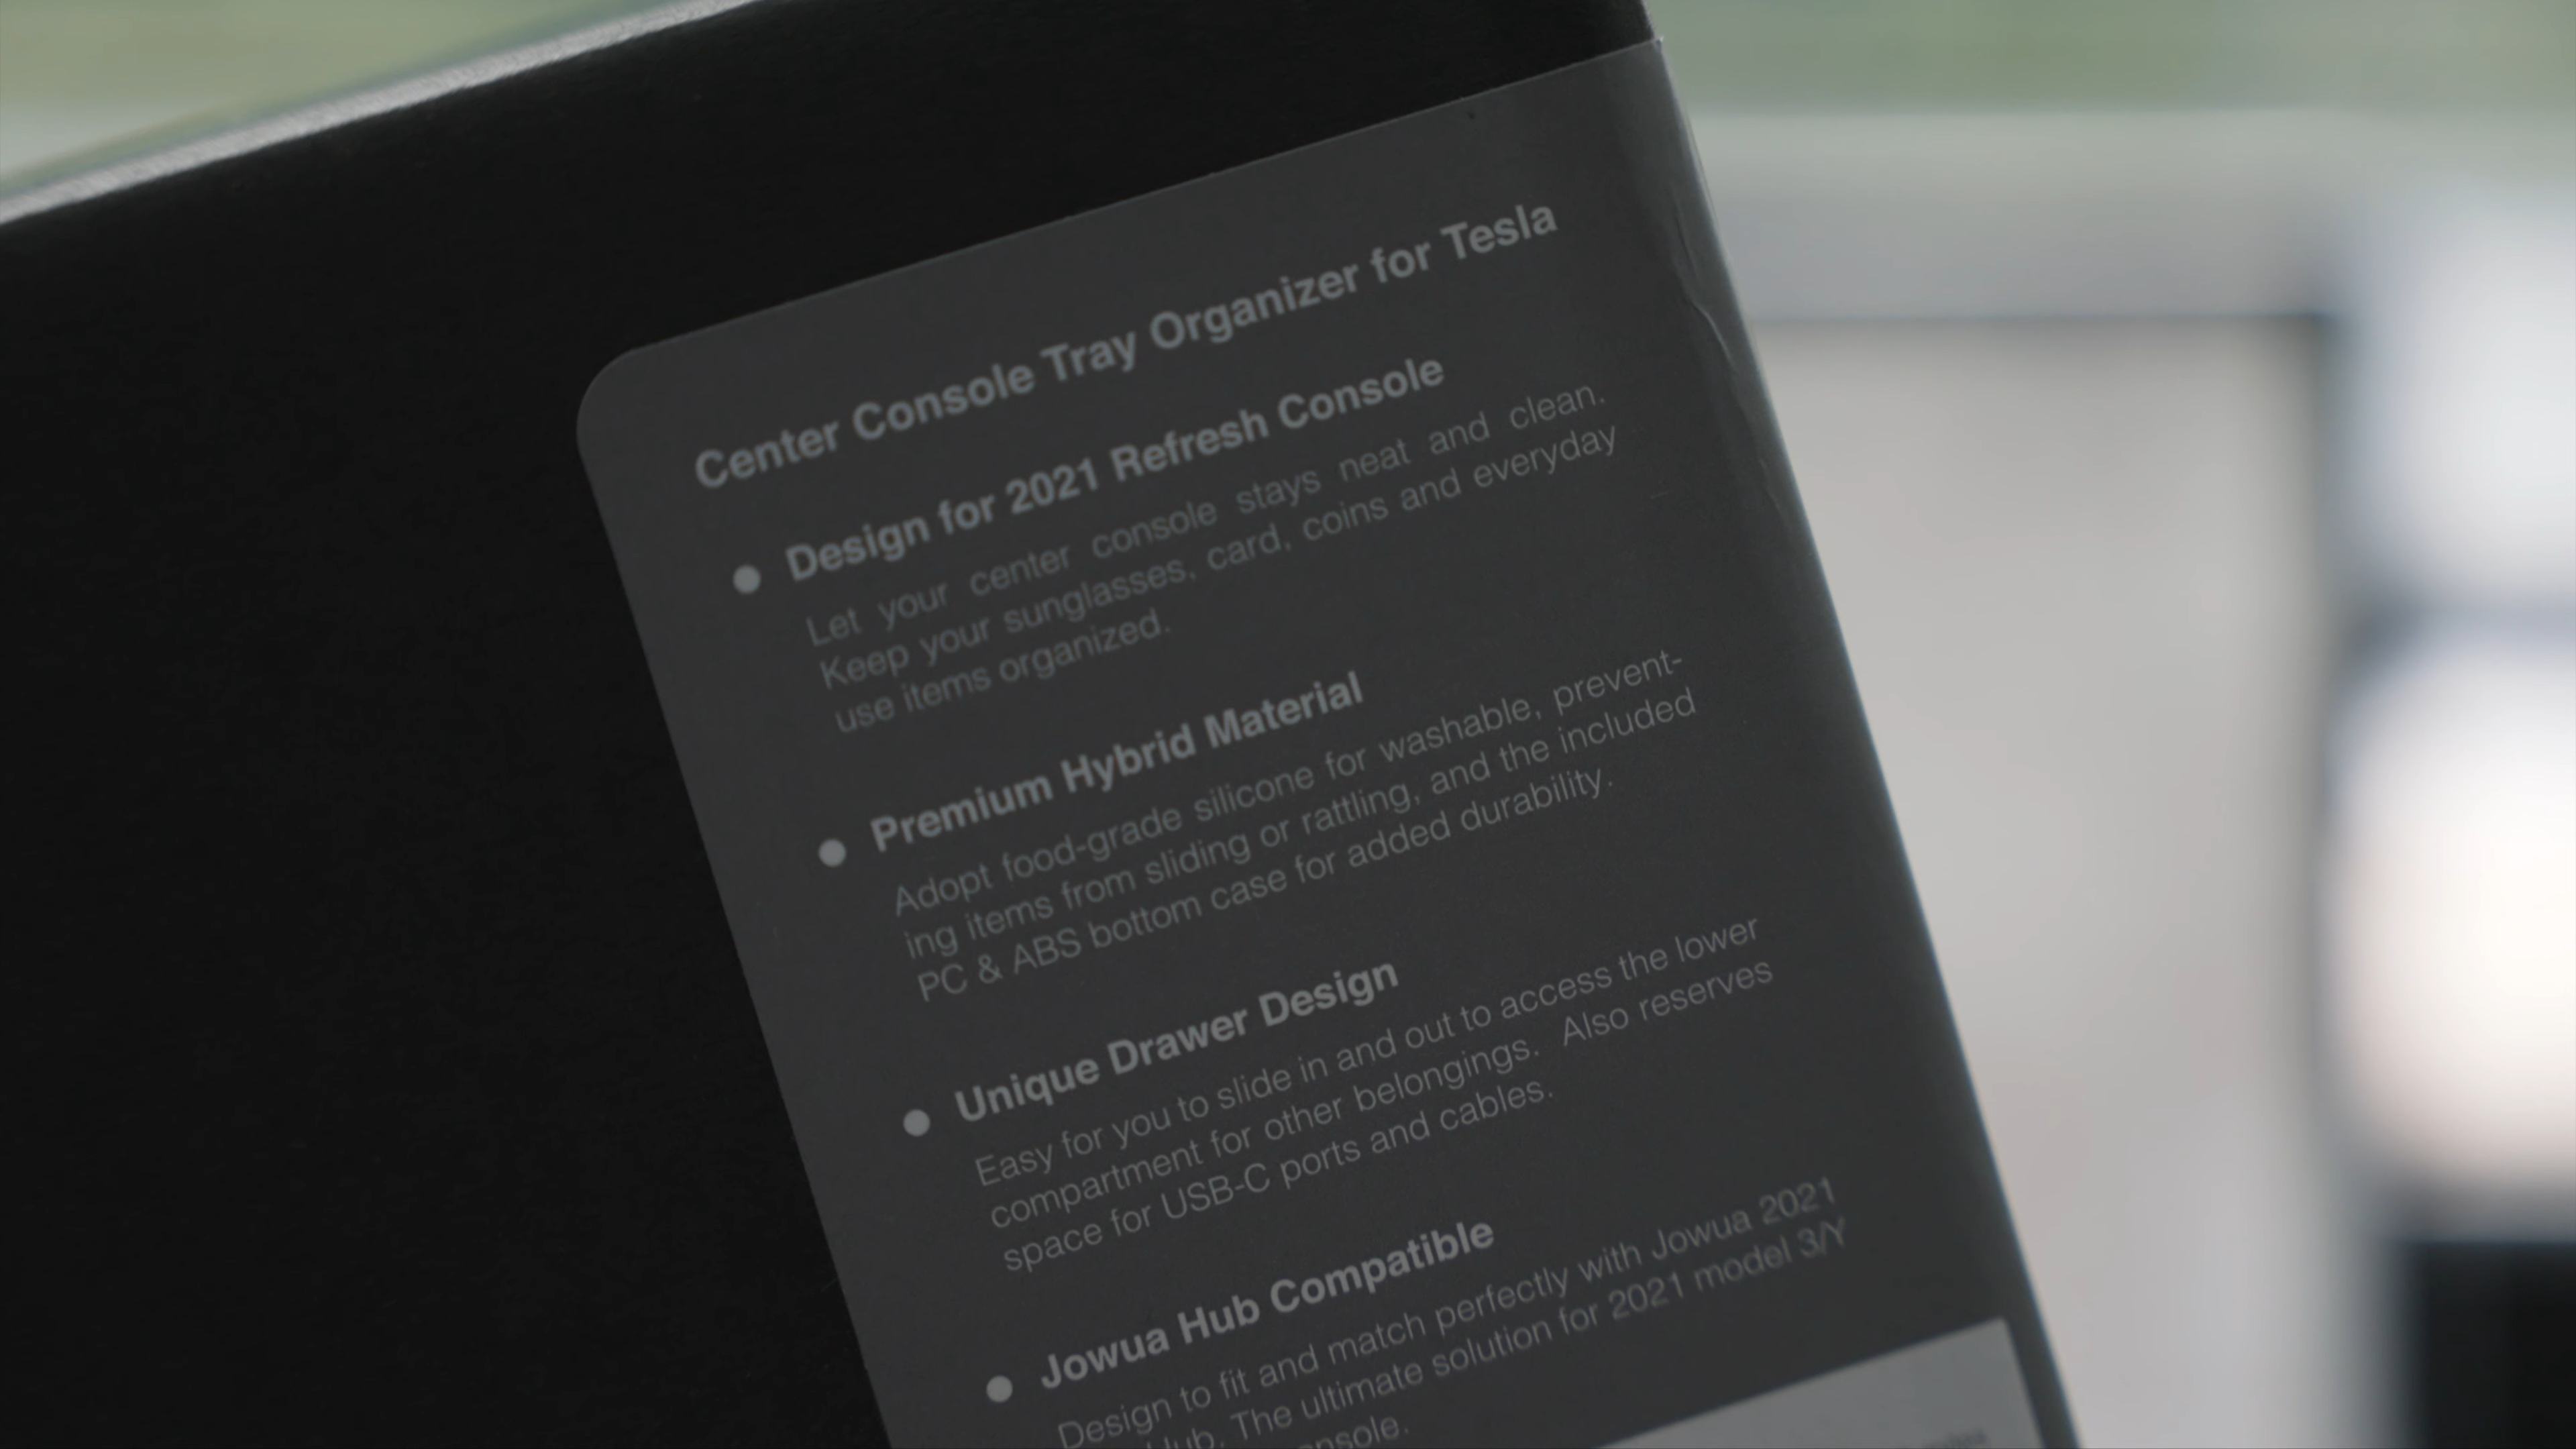 Center Console Tray Organizer for Tesla
● Design for 2021 Refresh Console
Let your center console stays neat and clean.
Keep your sunglasses, card, coins and everyday
use items organized.
● Premium Hybrid Material
Adopt food-grade silicone for washable, prevent-
ing items from sliding or rattling, and the included
PC & ABS bottom case for added durability.
● Unique Drawer Design
Easy for you to slide in and out to access the lower
compartment for other belongings. Also reserves
space for USB-C ports and cables.
● Jowua Hub Compatible
Design to fit and match perfectly with Jowua 2021
Hub. The ultimate solution for 2021 model 3/Y